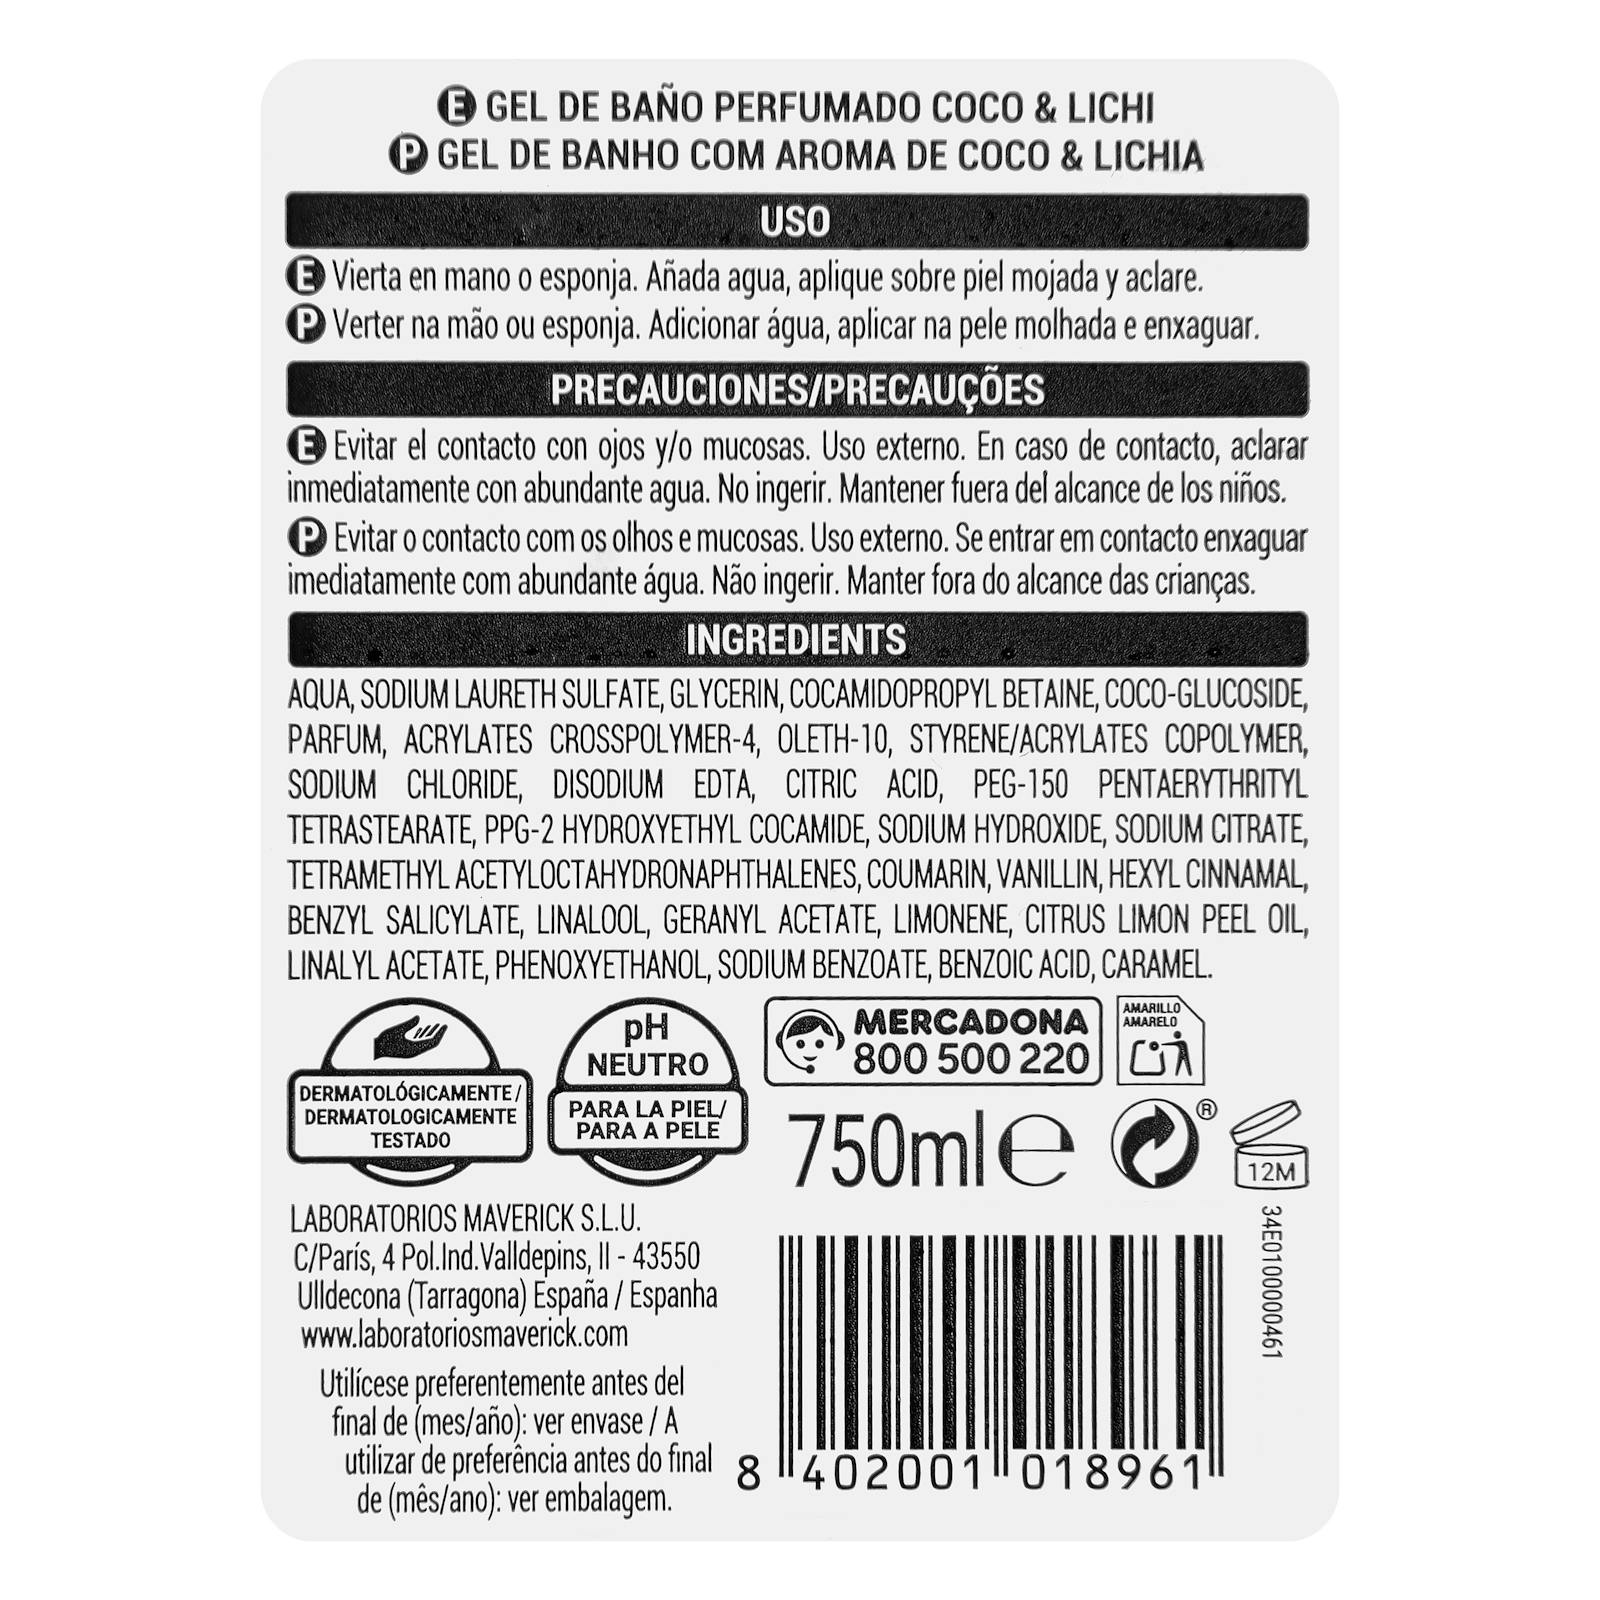 E GEL DE BAÑO PERFUMADO COCO & LICHI
P GEL DE BANHO COM AROMA DE COCO & LICHIA
USO
E Vierta en mano o esponja. Añada agua, aplique sobre piel mojada y aclare.
P Verter na mão ou esponja. Adicionar água, aplicar na pele molhada e enxaguar.
PRECAUCIONES/PRECAUÇÕES
E Evitar el contacto con ojos y/o mucosas. Uso externo. En caso de contacto, aclarar
inmediatamente con abundante agua. No ingerir. Mantener fuera del alcance de los niños.
P Evitar o contacto com os olhos e mucosas. Uso externo. Se entrar em contacto enxaguar
imediatamente com abundante água. Não ingerir. Manter fora do alcance das crianças.
INGREDIENTS
AQUA, SODIUM LAURETH SULFATE, GLYCERIN, COCAMIDOPROPYL BETAINE, COCO-GLUCOSIDE,
PARFUM, ACRYLATES CROSSPOLYMER-4, OLETH-10, STYRENE/ACRYLATES COPOLYMER,
SODIUM CHLORIDE, DISODIUM EDTA, CITRIC ACID, PEG-150 PENTAERYTHRITYL
TETRASTEARATE, PPG-2 HYDROXYETHYL COCAMIDE, SODIUM HYDROXIDE, SODIUM CITRATE,
TETRAMETHYL ACETYLOCTAHYDRONAPHTHALENES, COUMARIN, VANILLIN, HEXYL CINNAMAL,
BENZYL SALICYLATE, LINALOOL, GERANYL ACETATE, LIMONENE, CITRUS LIMON PEEL OIL,
LINALYL ACETATE, PHENOXYETHANOL, SODIUM BENZOATE, BENZOIC ACID, CARAMEL.
DERMATOLÓGICAMENTE/
DERMATOLOGICAMENTE
TESTADO
pH
NEUTRO
PARA LA PIEL/
PARA A PELE
MERCADONA
800 500 220
AMARILLO
AMARELO
750ml e
®
12M
LABORATORIOS MAVERICK S.L.U.
C/París, 4 Pol.Ind.Valldepins, II - 43550
Ulldecona (Tarragona) España / Espanha
www.laboratoriosmaverick.com
Utilícese preferentemente antes del
final de (mes/año): ver envase / A
utilizar de preferência antes do final
de (mês/ano): ver embalagem.
34E0100000461
8 402001 018961